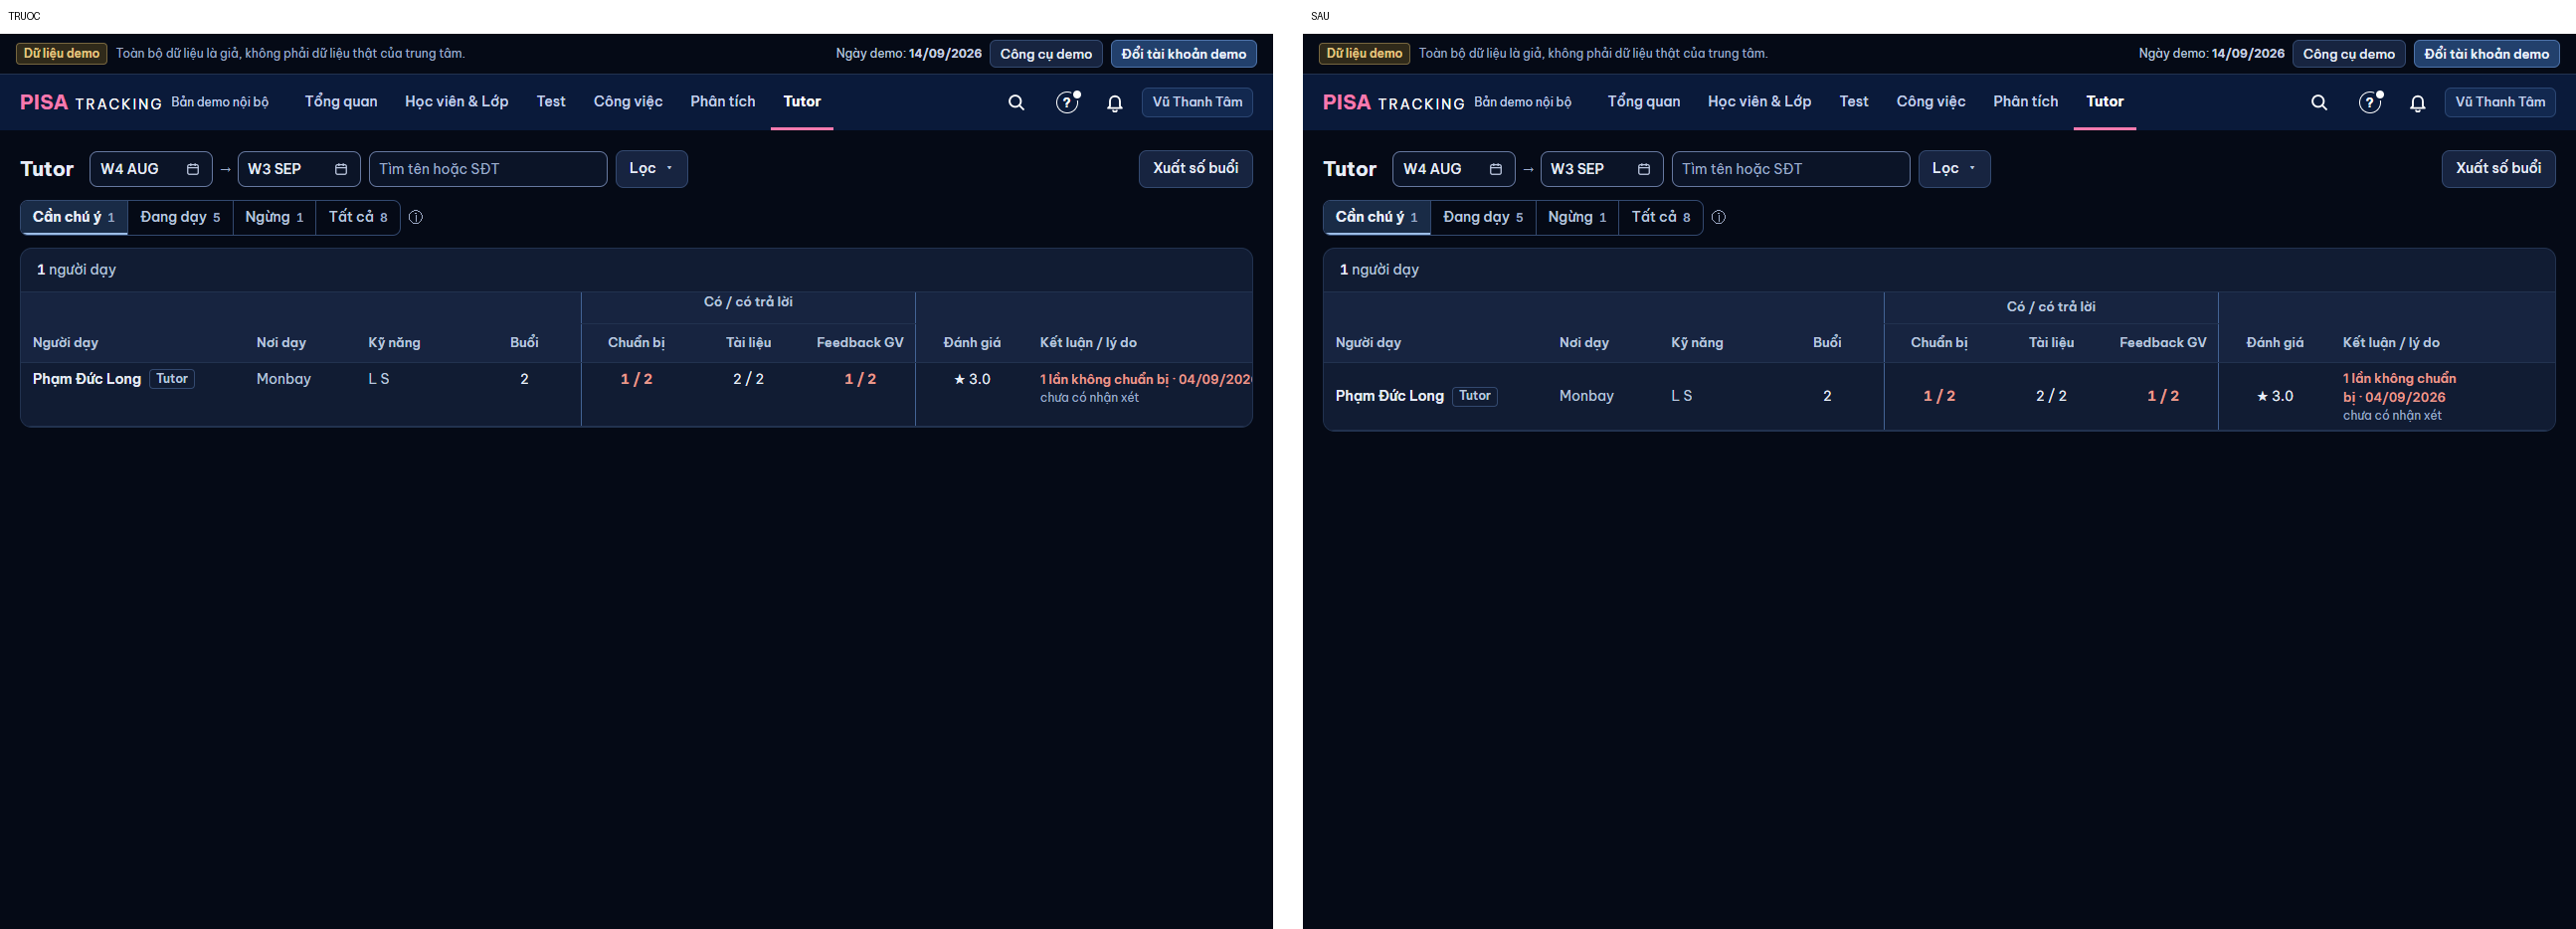 TRUOC
Dữ liệu demo Toàn bộ dữ liệu là giả, không phải dữ liệu thật của trung tâm. Ngày demo: 14/09/2026 Công cụ demo Đổi tài khoản demo
PISA TRACKING Bản demo nội bộ Tổng quan Học viên & Lớp Test Công việc Phân tích Tutor ? Vũ Thanh Tâm
Tutor W4 AUG → W3 SEP Tìm tên hoặc SĐT Lọc Xuất số buổi
Cần chú ý 1 Đang dạy 5 Ngừng 1 Tất cả 8
1 người dạy
Có / có trả lời
Người dạy Nơi dạy Kỹ năng Buổi Chuẩn bị Tài liệu Feedback GV Đánh giá Kết luận / lý do
Phạm Đức Long Tutor Monbay L S 2 1 / 2 2 / 2 1 / 2 ★ 3.0 1 lần không chuẩn bị · 04/09/2026
chưa có nhận xét
SAU
Dữ liệu demo Toàn bộ dữ liệu là giả, không phải dữ liệu thật của trung tâm. Ngày demo: 14/09/2026 Công cụ demo Đổi tài khoản demo
PISA TRACKING Bản demo nội bộ Tổng quan Học viên & Lớp Test Công việc Phân tích Tutor ? Vũ Thanh Tâm
Tutor W4 AUG → W3 SEP Tìm tên hoặc SĐT Lọc Xuất số buổi
Cần chú ý 1 Đang dạy 5 Ngừng 1 Tất cả 8
1 người dạy
Có / có trả lời
Người dạy Nơi dạy Kỹ năng Buổi Chuẩn bị Tài liệu Feedback GV Đánh giá Kết luận / lý do
1 lần không chuẩn
Phạm Đức Long Tutor Monbay L S 2 1 / 2 2 / 2 1 / 2 ★ 3.0 bị · 04/09/2026
chưa có nhận xét